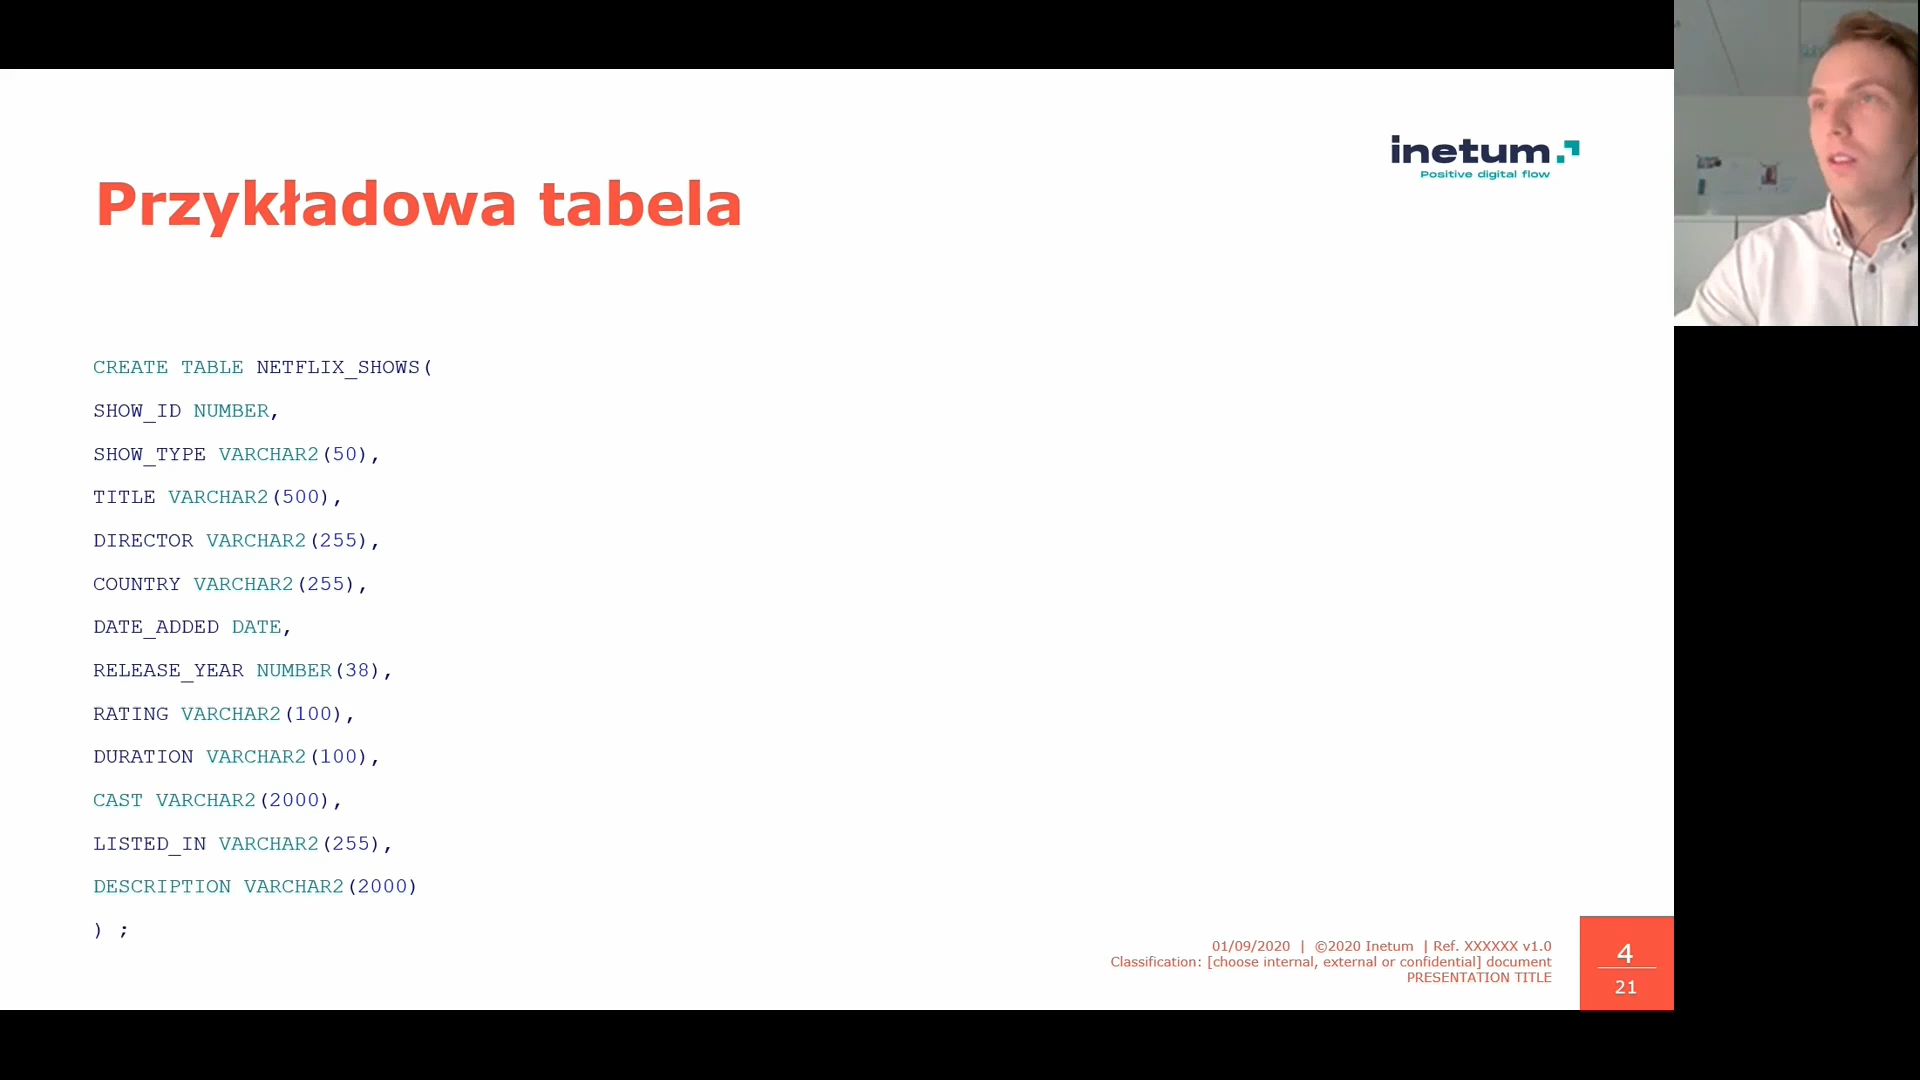 inetum
Positive digital flow
Przykładowa tabela
CREATE TABLE NETFLIX_SHOWS(
SHOW_ID NUMBER,
SHOW_TYPE VARCHAR2(50),
TITLE VARCHAR2(500),
DIRECTOR VARCHAR2(255),
COUNTRY VARCHAR2(255),
DATE_ADDED DATE,
RELEASE_YEAR NUMBER(38),
RATING VARCHAR2(100),
DURATION VARCHAR2(100),
CAST VARCHAR2(2000),
LISTED_IN VARCHAR2(255),
DESCRIPTION VARCHAR2(2000)
) ;
01/09/2020 | ©2020 Inetum | Ref. XXXXXX v1.0
Classification: [choose internal, external or confidential] document
PRESENTATION TITLE
4
21